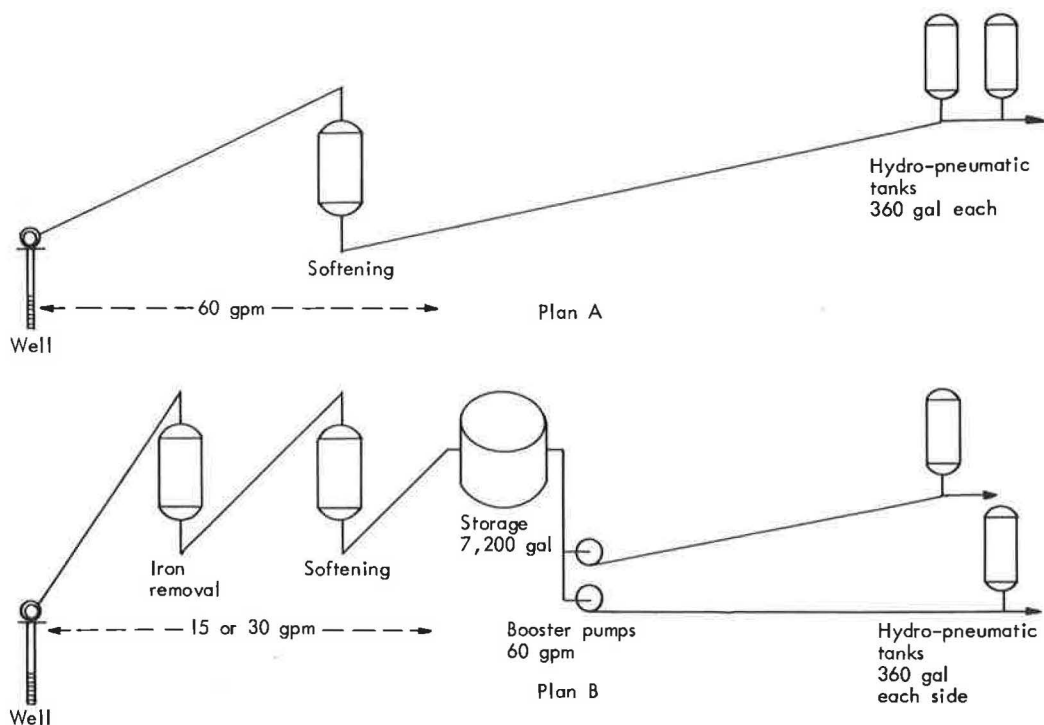 Hydro-pneumatic
tanks
360 gal each
Softening
60 gpm
Plan A
Well
Storage
7,200 gal
Iron
removal
Softening
15 or 30 gpm
Booster pumps
60 gpm
Hydro-pneumatic
tanks
360 gal
each side
Plan B
Well